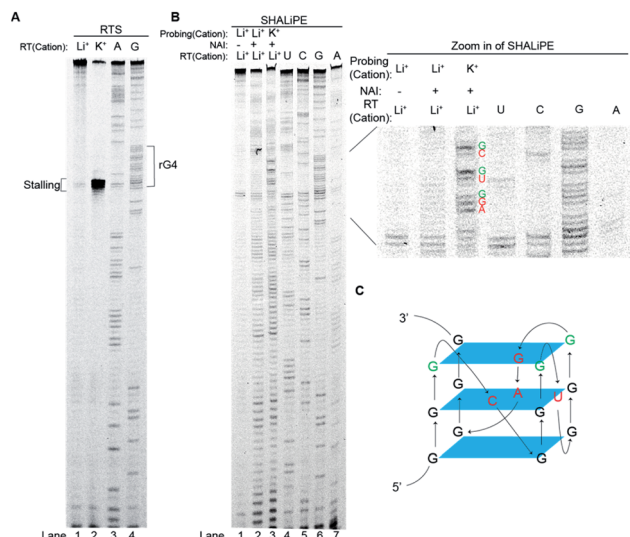 A
RTS
RT(Cation): Li⁺ K⁺ A G
rG4
Stalling
Lane 1 2 3 4
B
SHALiPE
Probing(Cation): Li⁺ Li⁺ K⁺
NAI: - + +
RT(Cation): Li⁺ Li⁺ Li⁺ U C G A
Lane 1 2 3 4 5 6 7
Zoom in of SHALiPE
Probing
(Cation): Li⁺ Li⁺ K⁺
NAI: - + +
RT
(Cation): Li⁺ Li⁺ Li⁺ U C G A
G
C
G
U
G
G
A
C
3’
G
G
G
G
G
G
G
G
A
C
U
G
G
G
G
G
G
5’